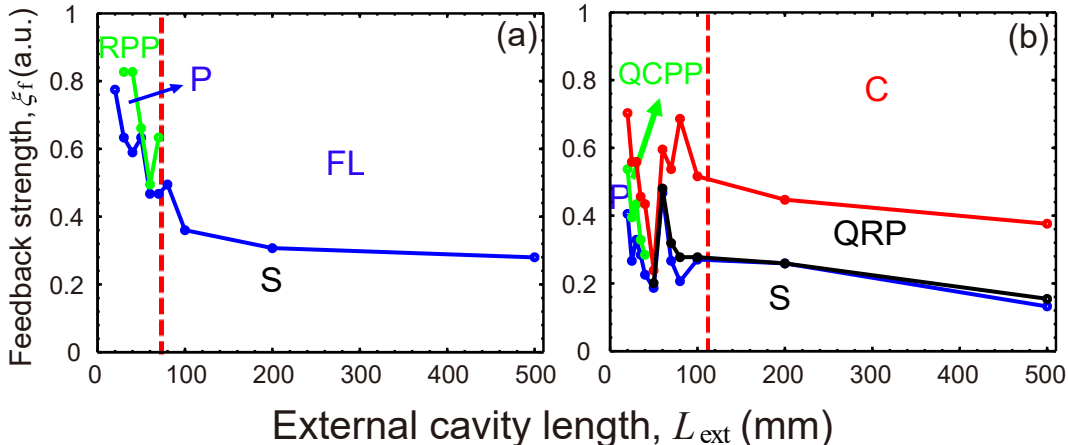 Feedback strength, ξf (a.u.)
(a)
1
0.8
0.6
0.4
0.2
0
RPP
P
FL
S
0 100 200 300 400 500
(b)
1
0.8
0.6
0.4
0.2
0
QCPP
C
P
QRP
S
0 100 200 300 400 500
External cavity length, Lext (mm)